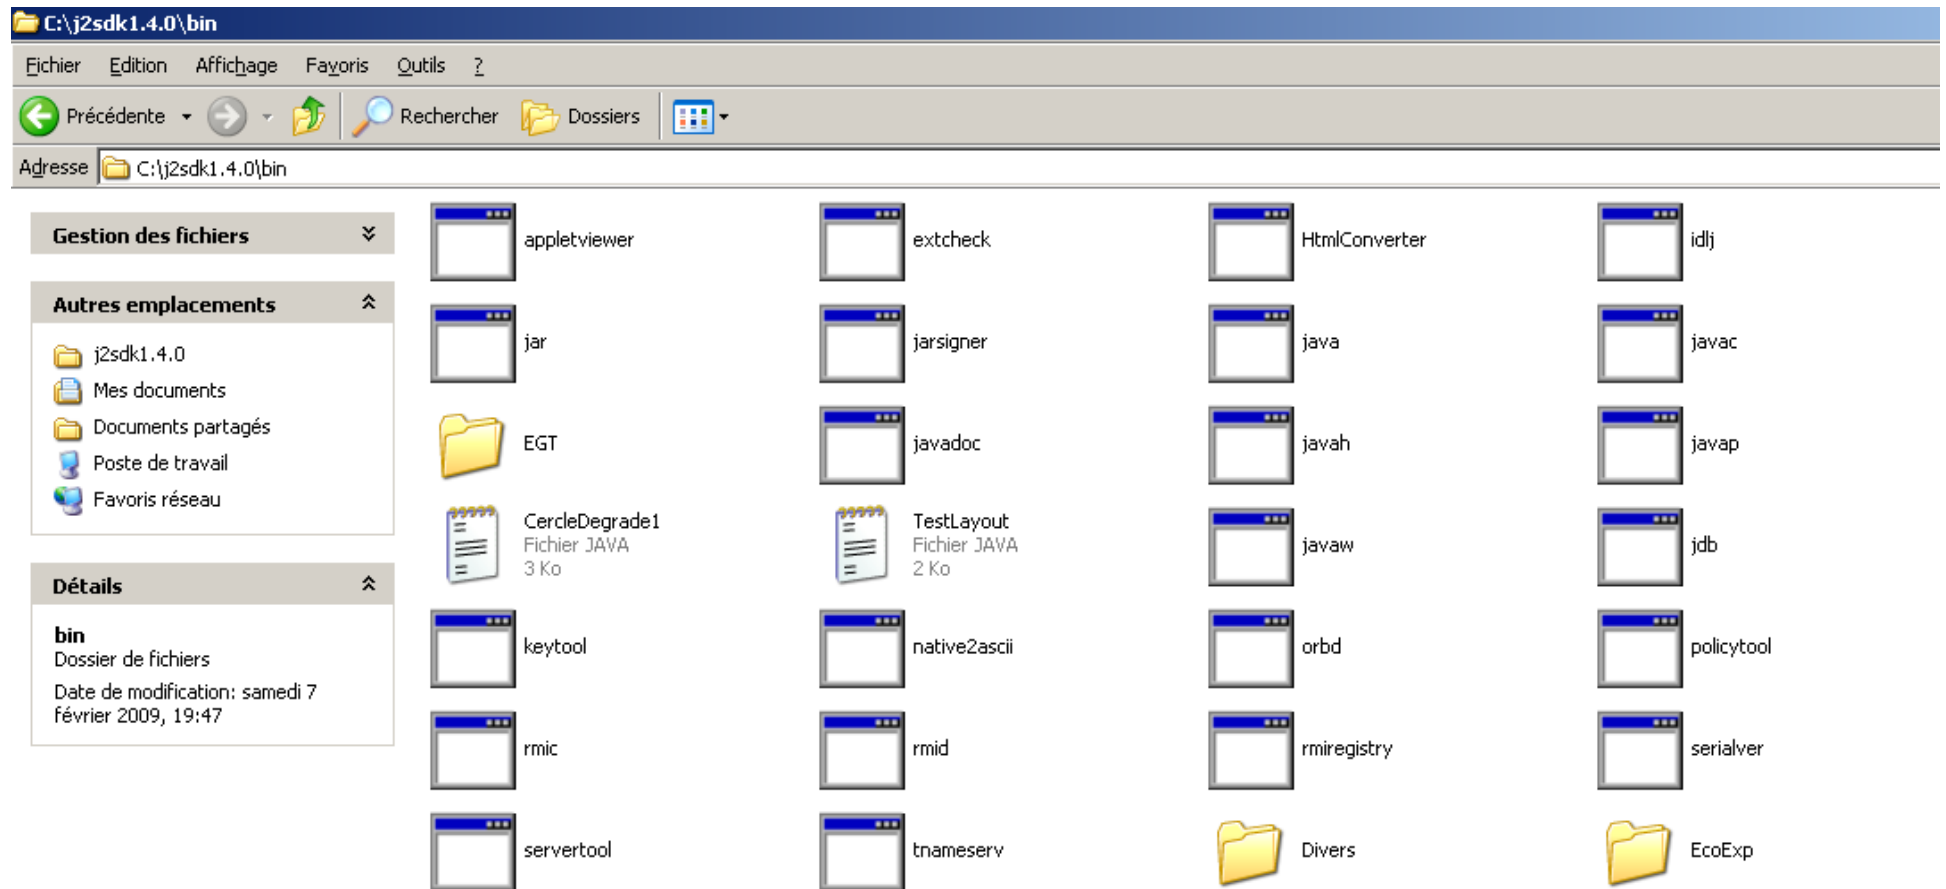 C:\j2sdk1.4.0\bin
Fichier Edition Affichage Favoris Outils ?
Précédente Rechercher Dossiers
Adresse C:\j2sdk1.4.0\bin
Gestion des fichiers
Autres emplacements
j2sdk1.4.0
Mes documents
Documents partagés
Poste de travail
Favoris réseau
Détails
bin
Dossier de fichiers
Date de modification: samedi 7
février 2009, 19:47
appletviewer
extcheck
HtmlConverter
idlj
jar
jarsigner
java
javac
EGT
javadoc
javah
javap
CercleDegrade1
Fichier JAVA
3 Ko
TestLayout
Fichier JAVA
2 Ko
javaw
jdb
keytool
native2ascii
orbd
policytool
rmic
rmid
rmiregistry
serialver
servertool
tnameserv
Divers
EcoExp